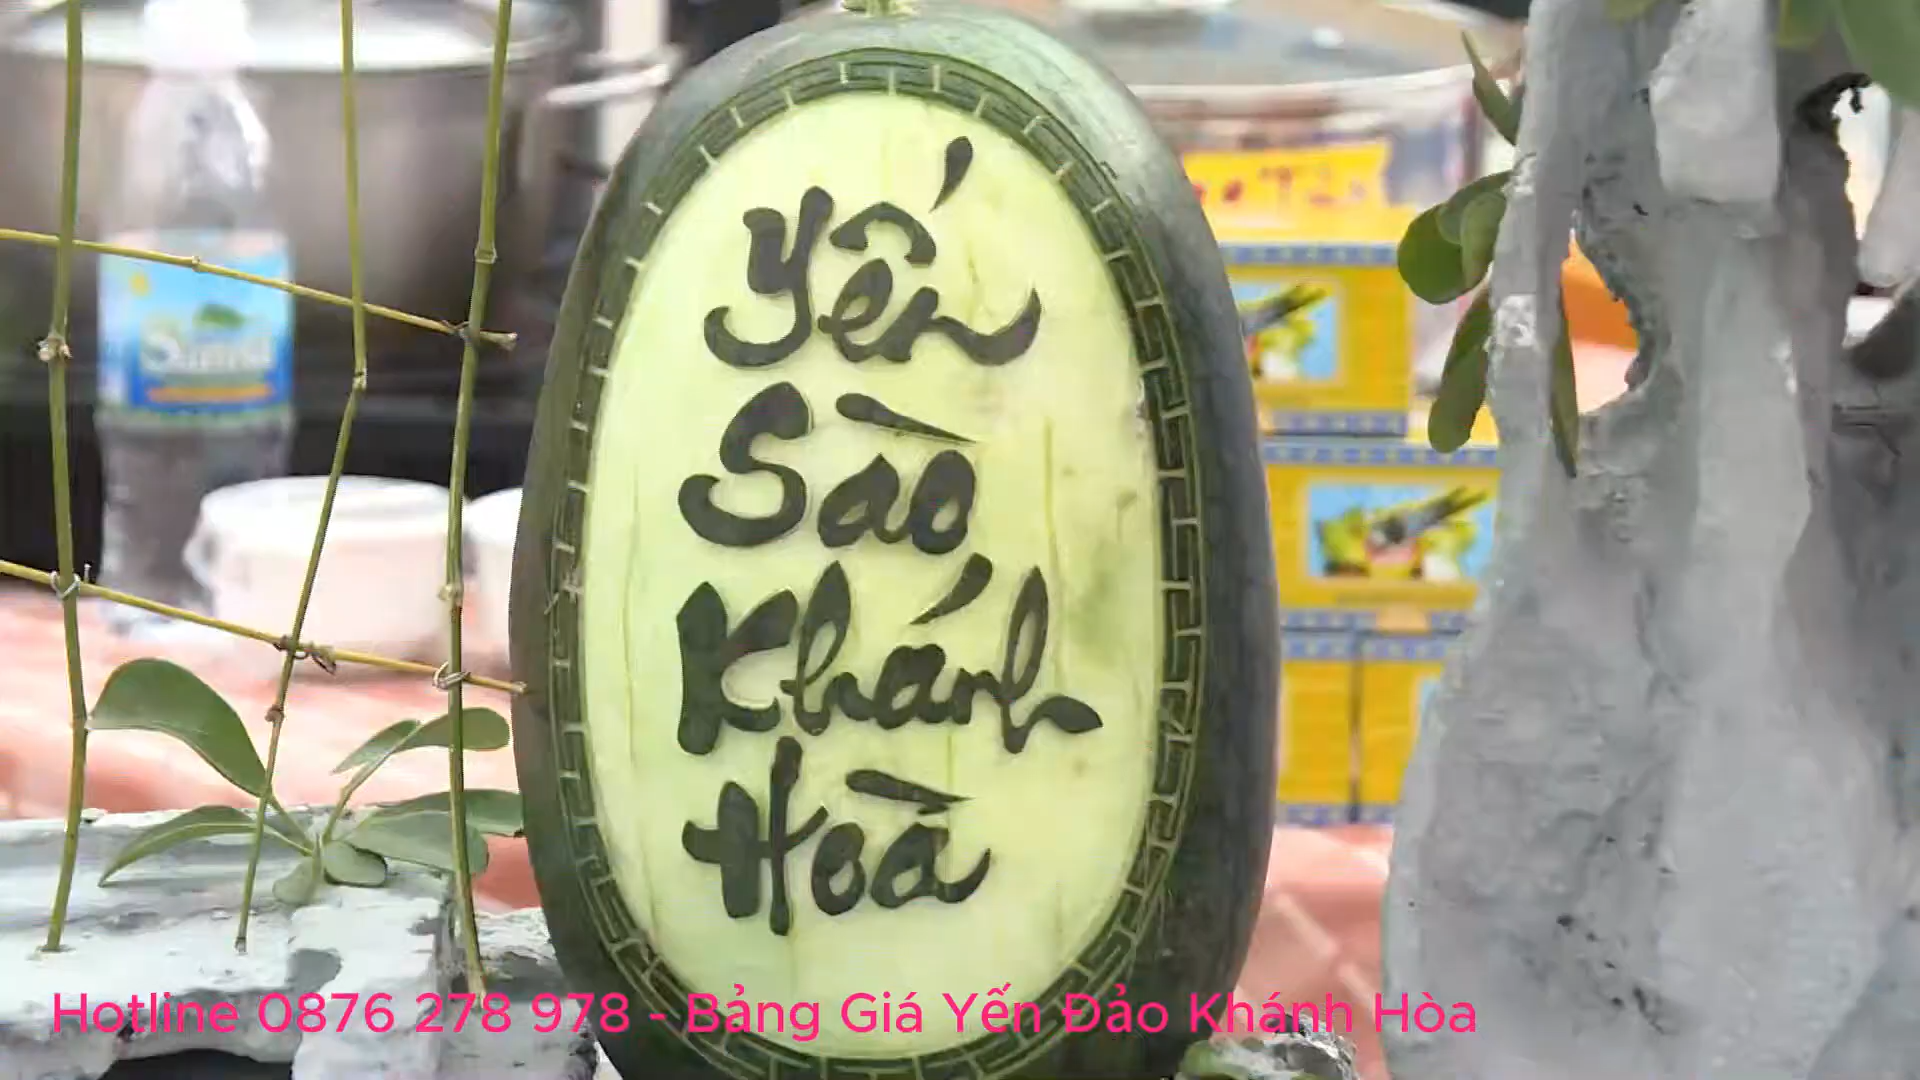 Yến
Sào
Khánh
Hoà
Hotline 0876 278 978 - Bảng Giá Yến Đảo Khánh Hòa